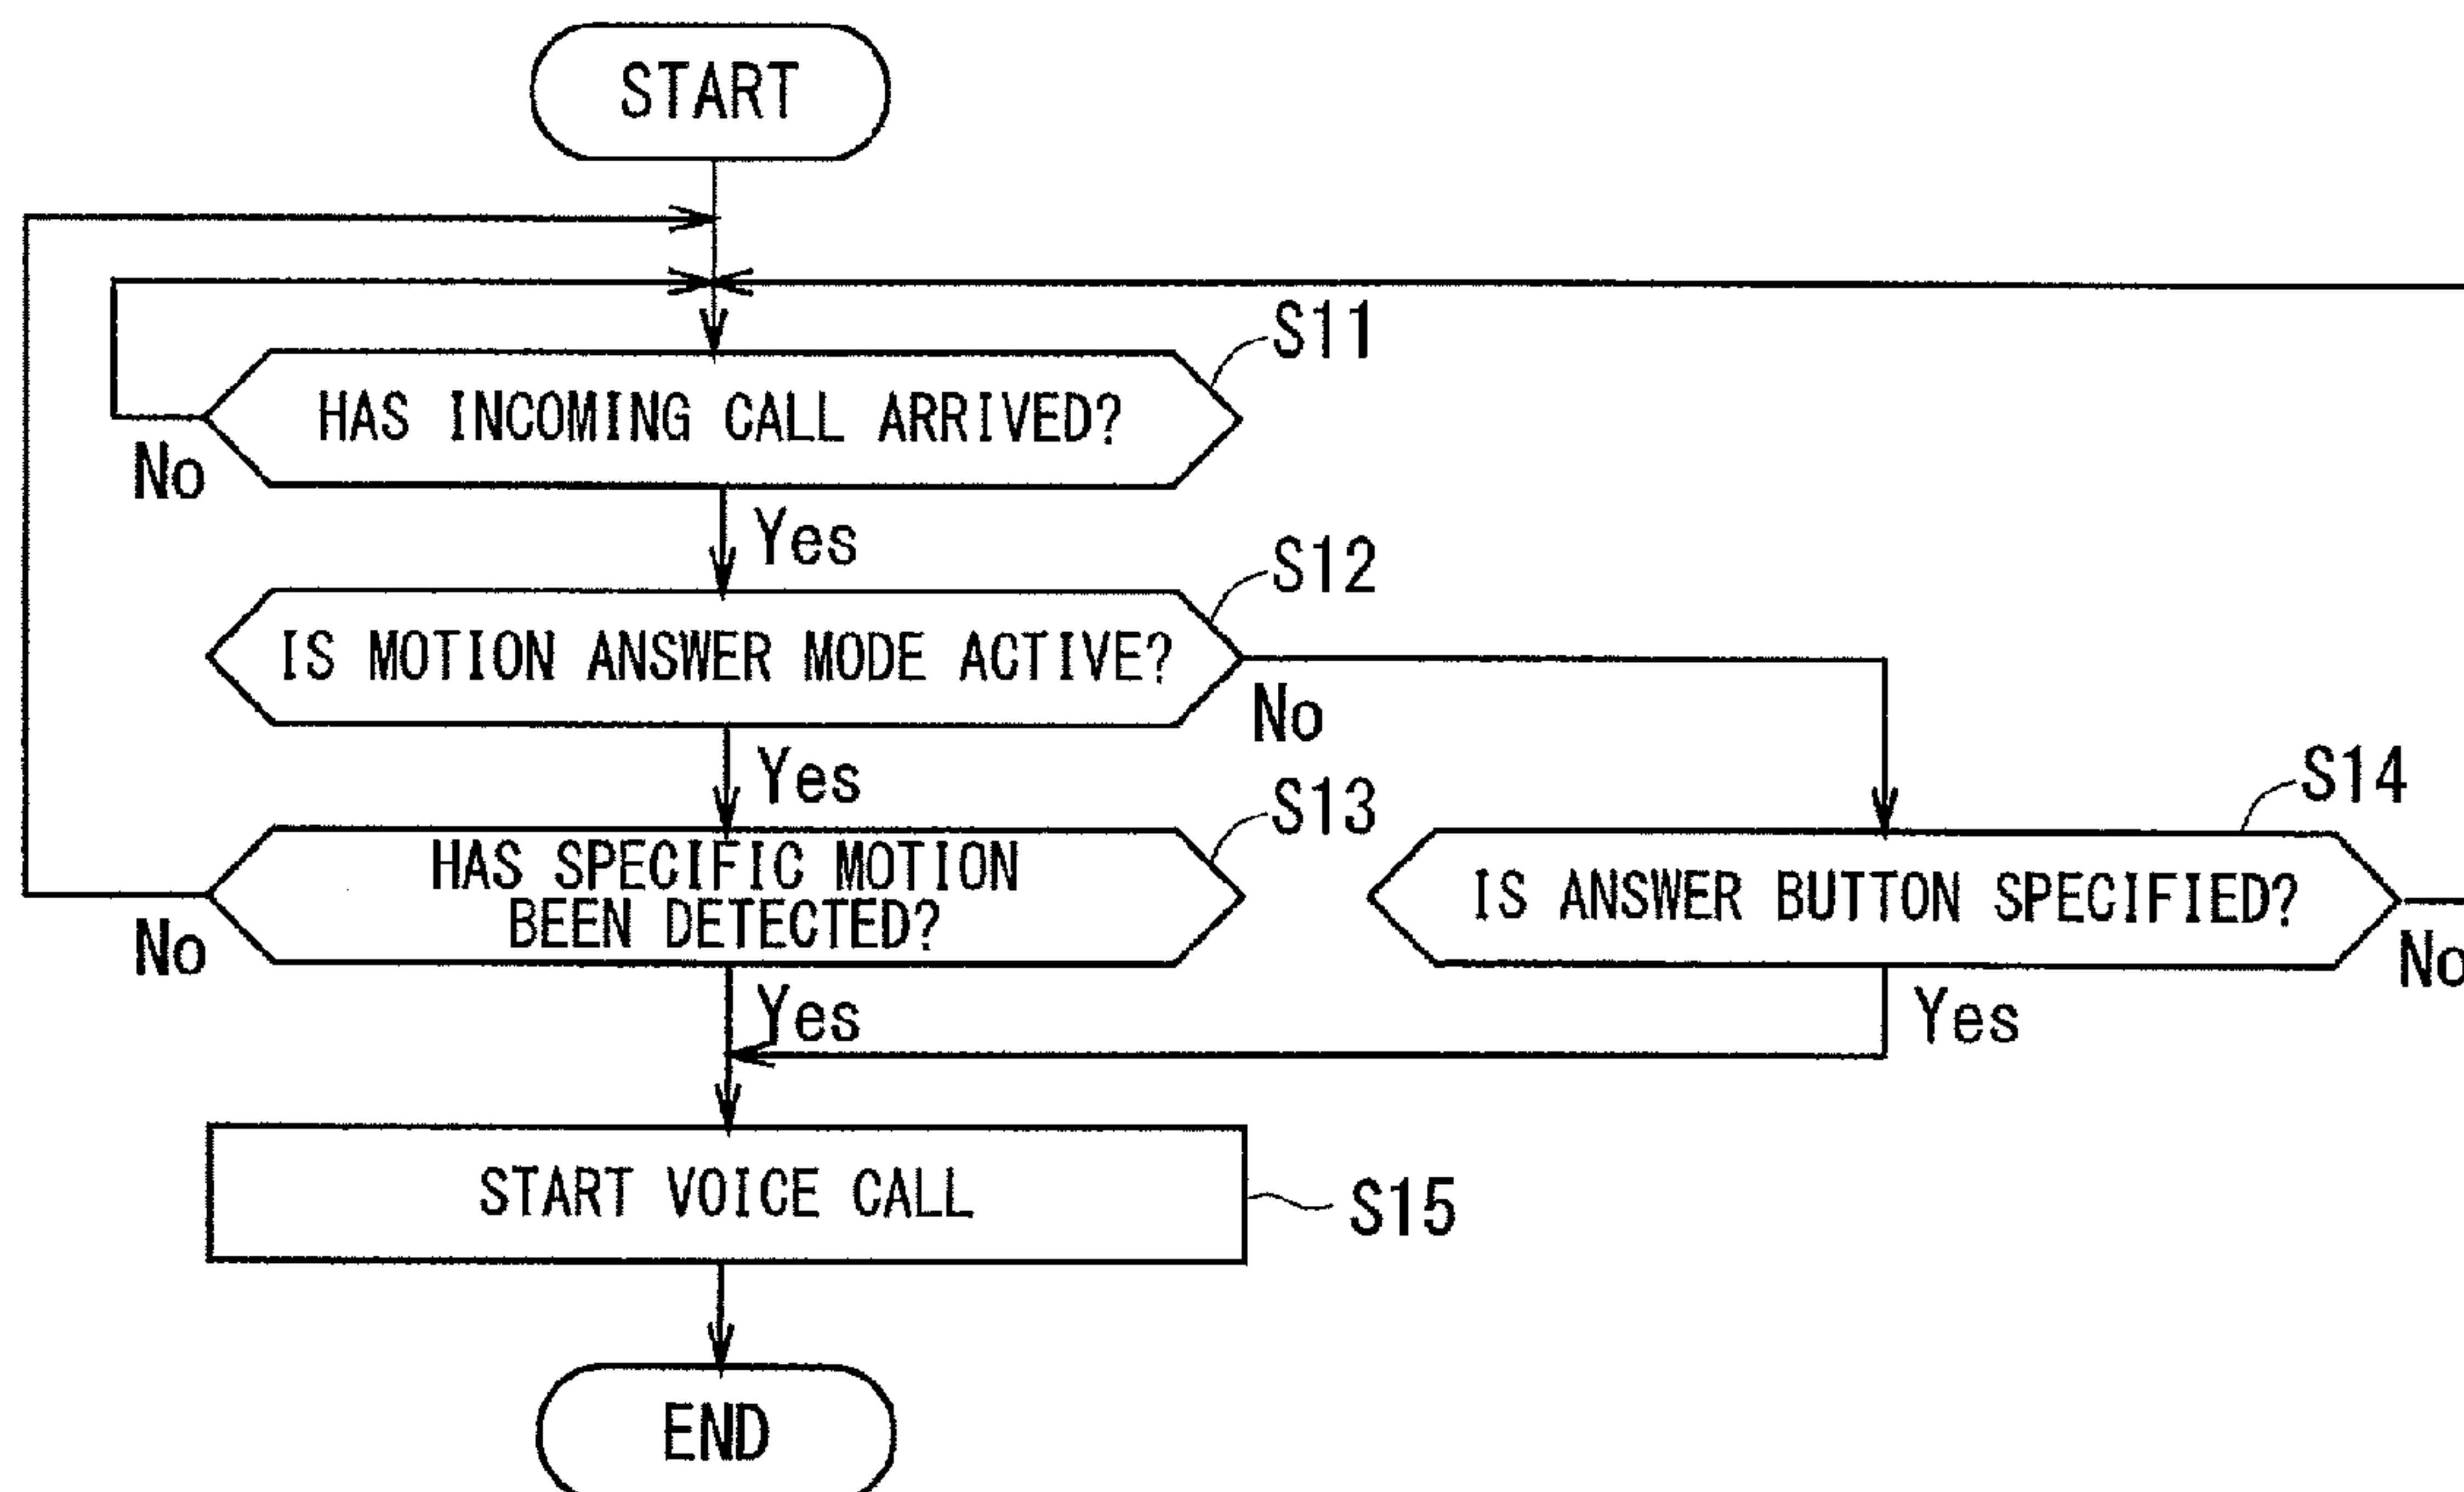 START
S11
HAS INCOMING CALL ARRIVED?
No
Yes
S12
IS MOTION ANSWER MODE ACTIVE?
No
Yes
S13
S14
HAS SPECIFIC MOTION
BEEN DETECTED?
IS ANSWER BUTTON SPECIFIED?
No
No
Yes
Yes
START VOICE CALL
S15
END